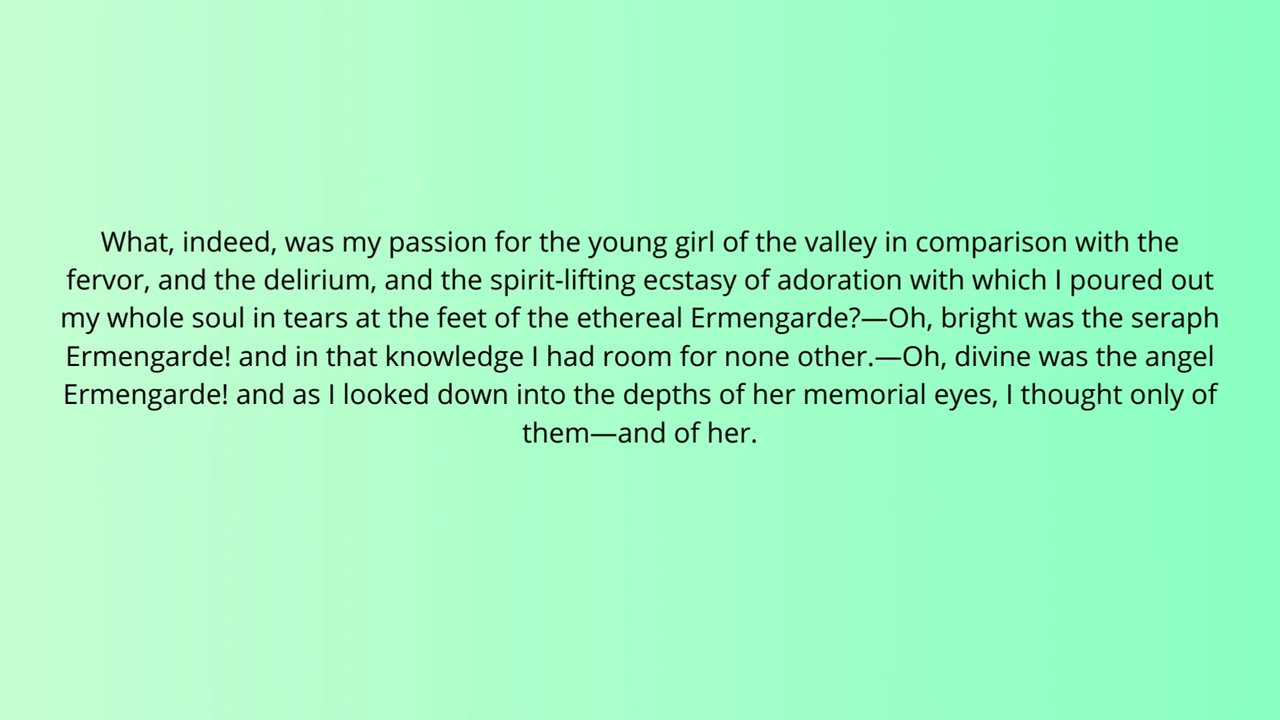 What, indeed, was my passion for the young girl of the valley in comparison with the
fervor, and the delirium, and the spirit-lifting ecstasy of adoration with which I poured out
my whole soul in tears at the feet of the ethereal Ermengarde?—Oh, bright was the seraph
Ermengarde! and in that knowledge I had room for none other.—Oh, divine was the angel
Ermengarde! and as I looked down into the depths of her memorial eyes, I thought only of
them—and of her.